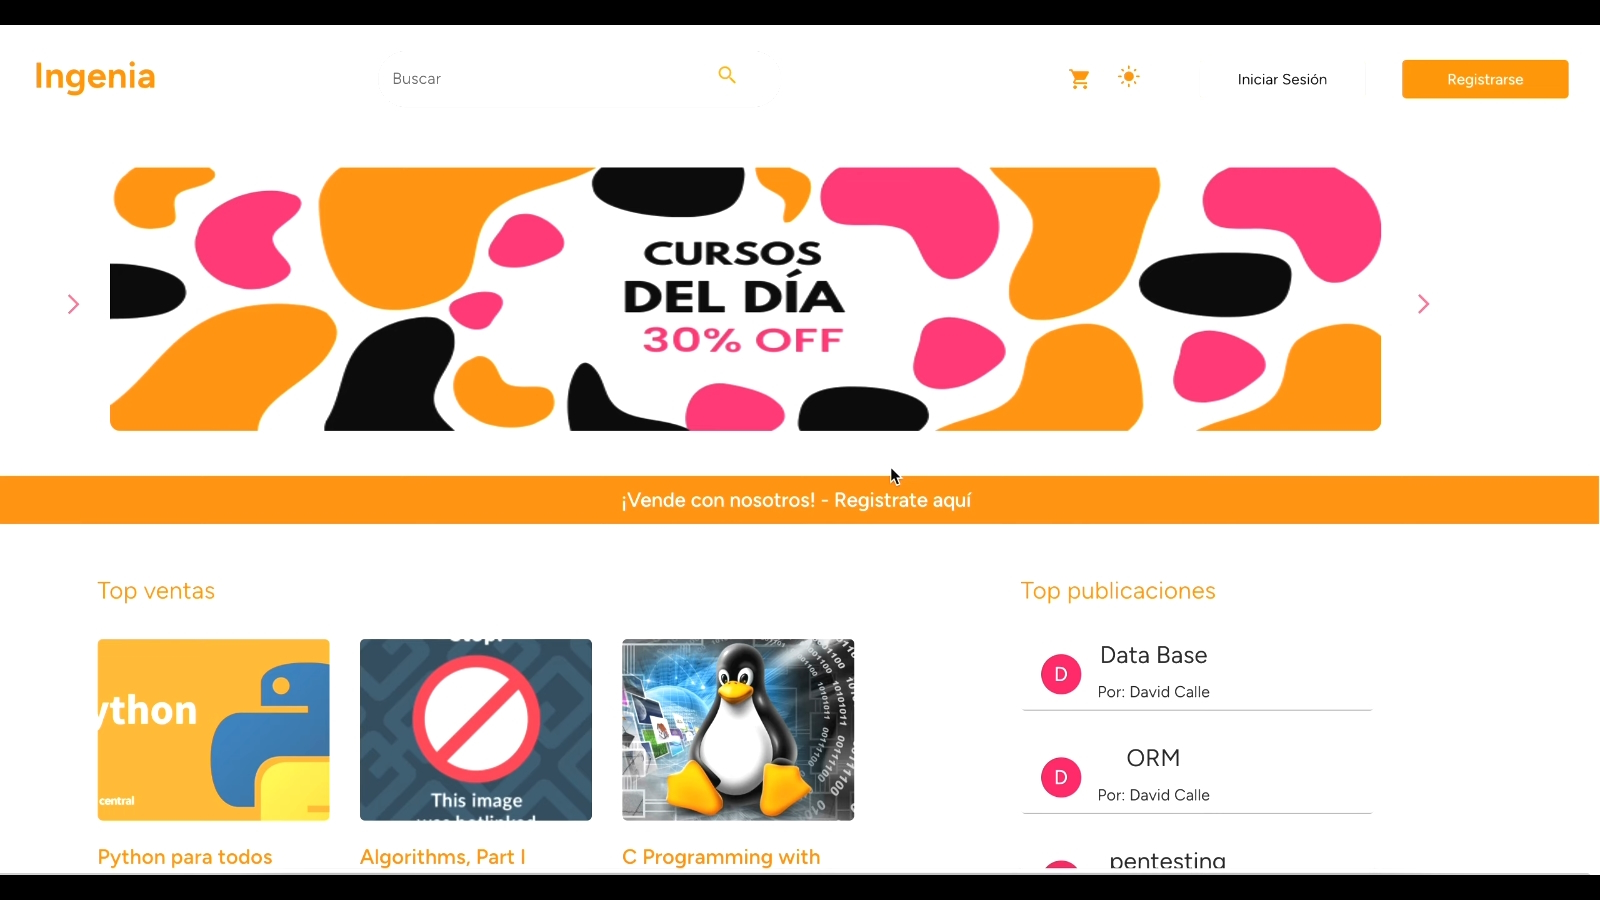 Ingenia
Buscar
Iniciar Sesión
Registrarse
CURSOS
DEL DÍA
30% OFF
¡Vende con nosotros! - Registrate aquí
Top ventas
Top publicaciones
ython
central
This image
Python para todos
Algorithms, Part I
C Programming with
D
Data Base
Por: David Calle
D
ORM
Por: David Calle
pentesting